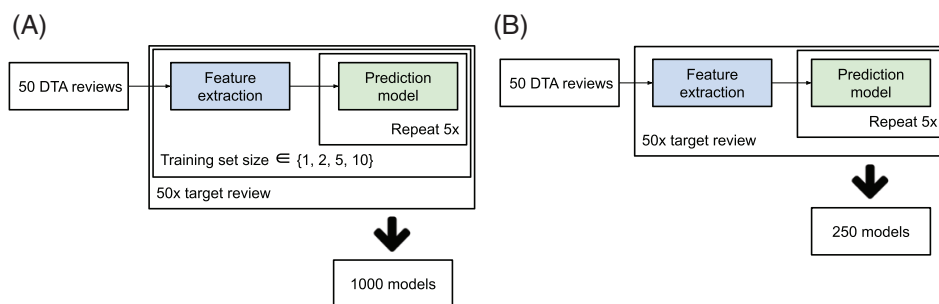 (A)
50 DTA reviews
Feature
extraction
Prediction
model
Repeat 5x
Training set size ∈ {1, 2, 5, 10}
50x target review
1000 models
(B)
50 DTA reviews
Feature
extraction
Prediction
model
Repeat 5x
50x target review
250 models